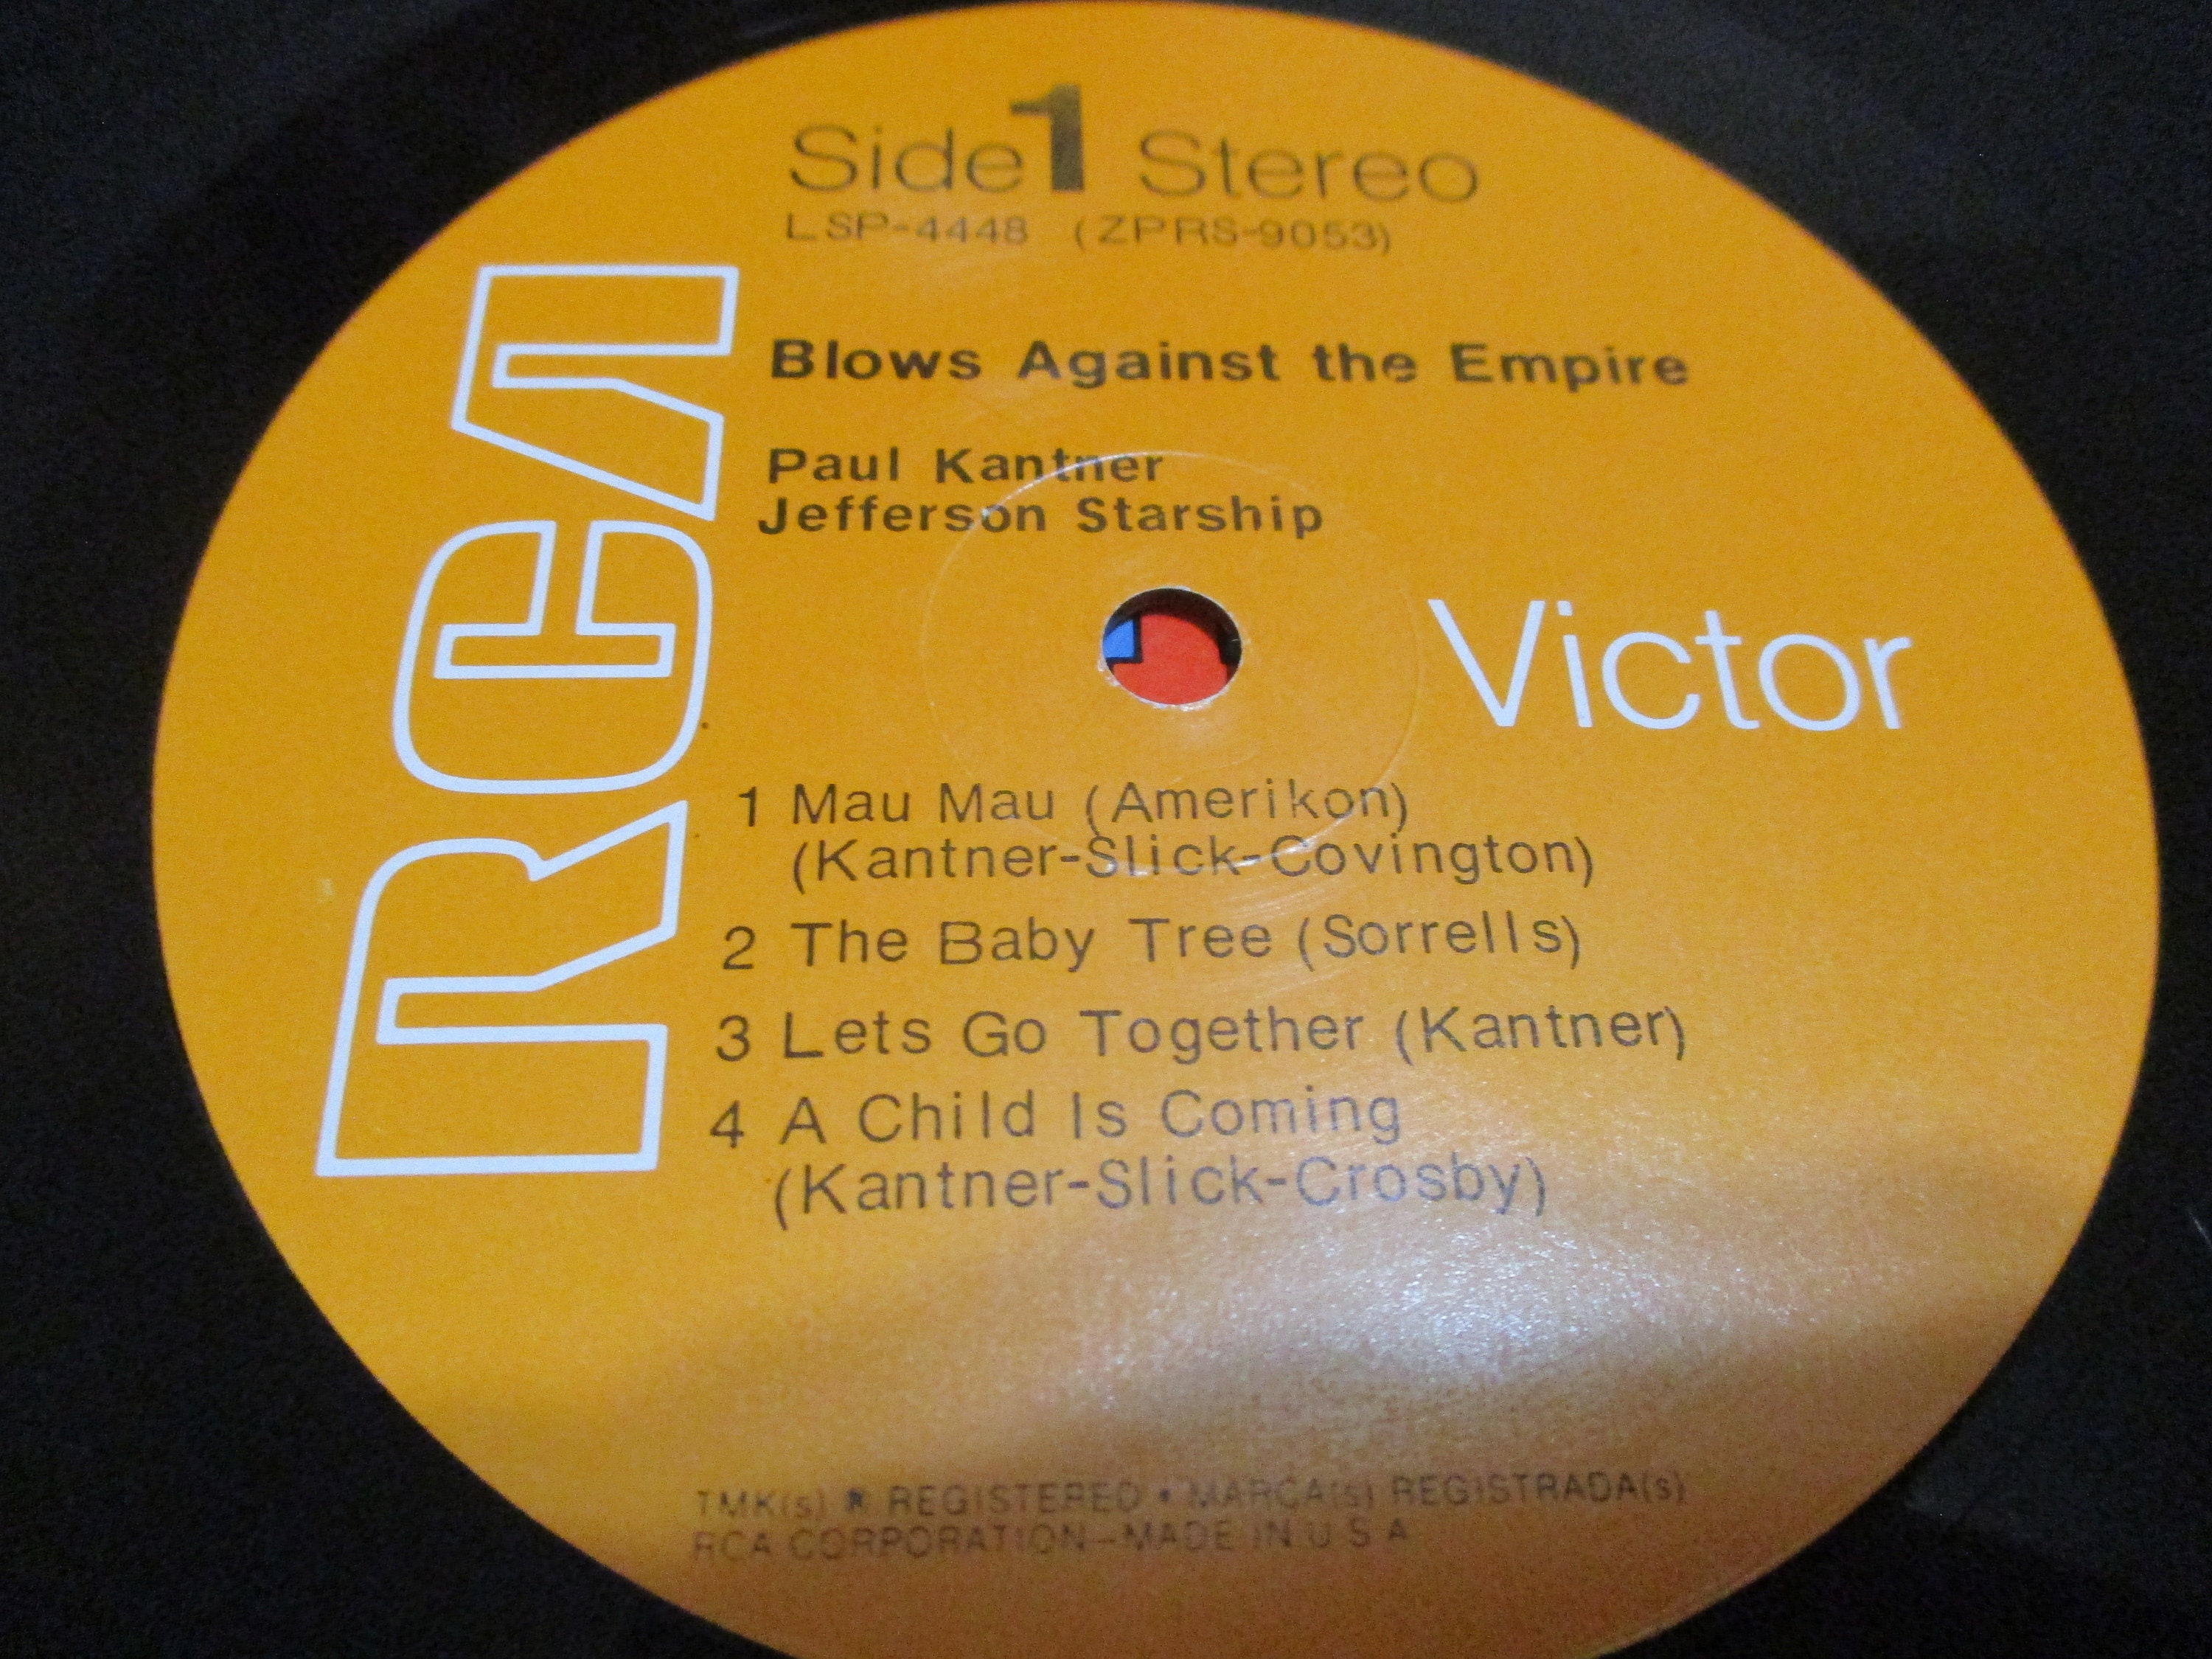 Side 1 Stereo
LSP-4448 (ZPRS-9053)
RCA
Blows Against the Empire
Paul Kantner
Jefferson Starship
Victor
1 Mau Mau (Amerikon)
(Kantner-Slick-Covington)
2 The Baby Tree (Sorrells)
3 Lets Go Together (Kantner)
4 A Child Is Coming
(Kantner-Slick-Crosby)
TMK(s) ® REGISTERED • MARCA(s) REGISTRADA(s)
RCA CORPORATION-MADE IN U S A